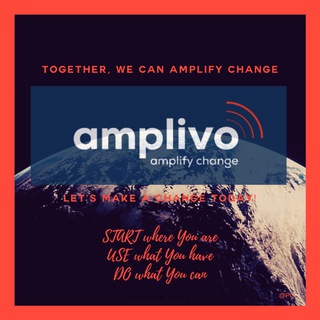 TOGETHER, WE CAN AMPLIFY CHANGE
amplivo
amplify change
LET'S MAKE A CHANGE TODAY!
START where You are
USE what You have
DO what You can